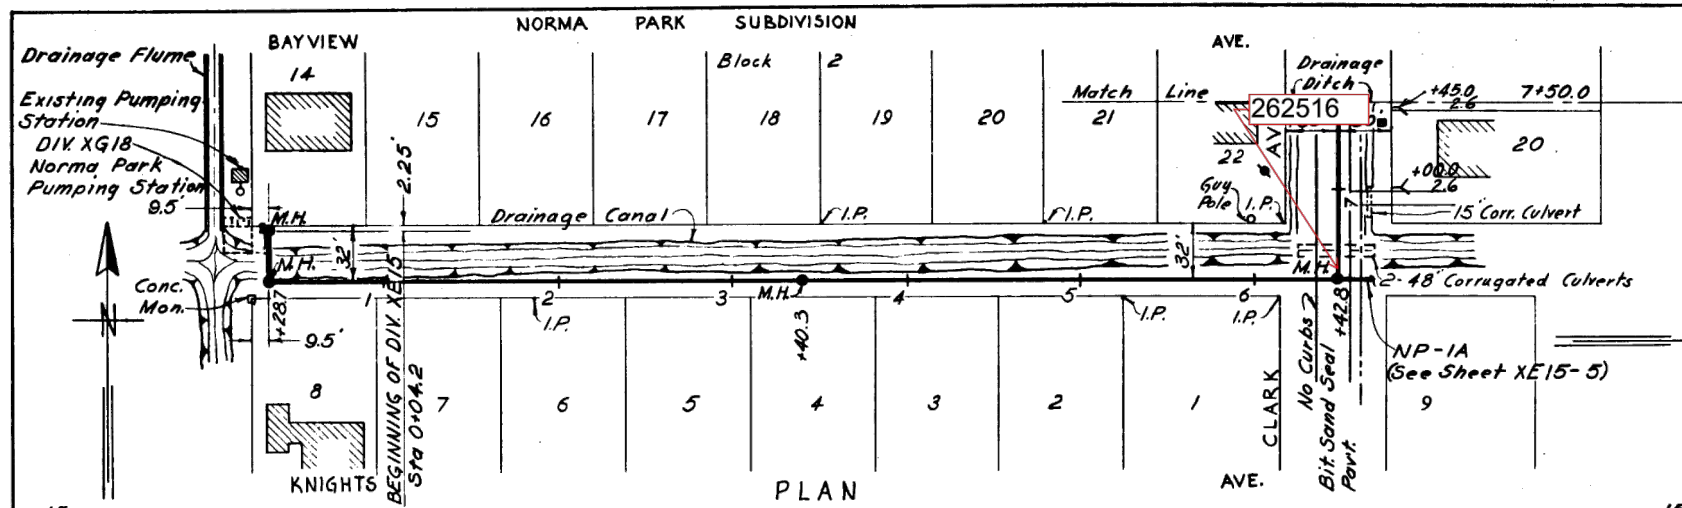 NORMA PARK SUBDIVISION
BAYVIEW AVE.
Drainage Flume
14
Block 2
Drainage Ditch
Existing Pumping Station
Match Line
+45.0
2.6
7+50.0
262516
15 16 17 18 19 20 21
22
AV
20
DIV. XG18
Norma Park
Pumping Station
9.5'
2.25'
+00.0
2.6
Guy Pole
I.P.
7
15" Corr. Culvert
M.H.
Drainage Canal
I.P.
I.P.
32'
32'
M.H.
M.H.
Conc. Mon.
1 2 3 M.H. 4 5 6
2-48" Corrugated Culverts
+28.7
I.P.
+40.3
I.P.
I.P.
+42.8
N
9.5'
NP-1A
(See Sheet XE15-5)
BEGINNING OF DIV. XE15
Sta 0+04.2
8 7 6 5 4 3 2 1
CLARK
No Curbs
Bit. Sand Seal
Pavt.
9
KNIGHTS AVE.
PLAN